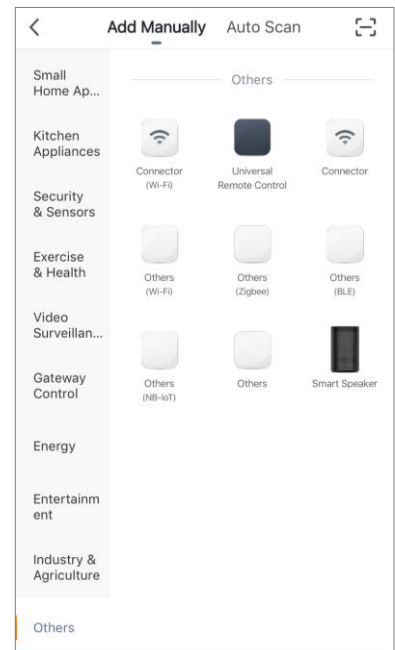 Add Manually Auto Scan
Small
Home Ap...
Kitchen
Appliances
Security
& Sensors
Exercise
& Health
Video
Surveillan...
Gateway
Control
Energy
Entertainm
ent
Industry &
Agriculture
Others
Others
Connector
(Wi-Fi)
Universal
Remote Control
Connector
Others
(Wi-Fi)
Others
(Zigbee)
Others
(BLE)
Others
(NB-IoT)
Others
Smart Speaker